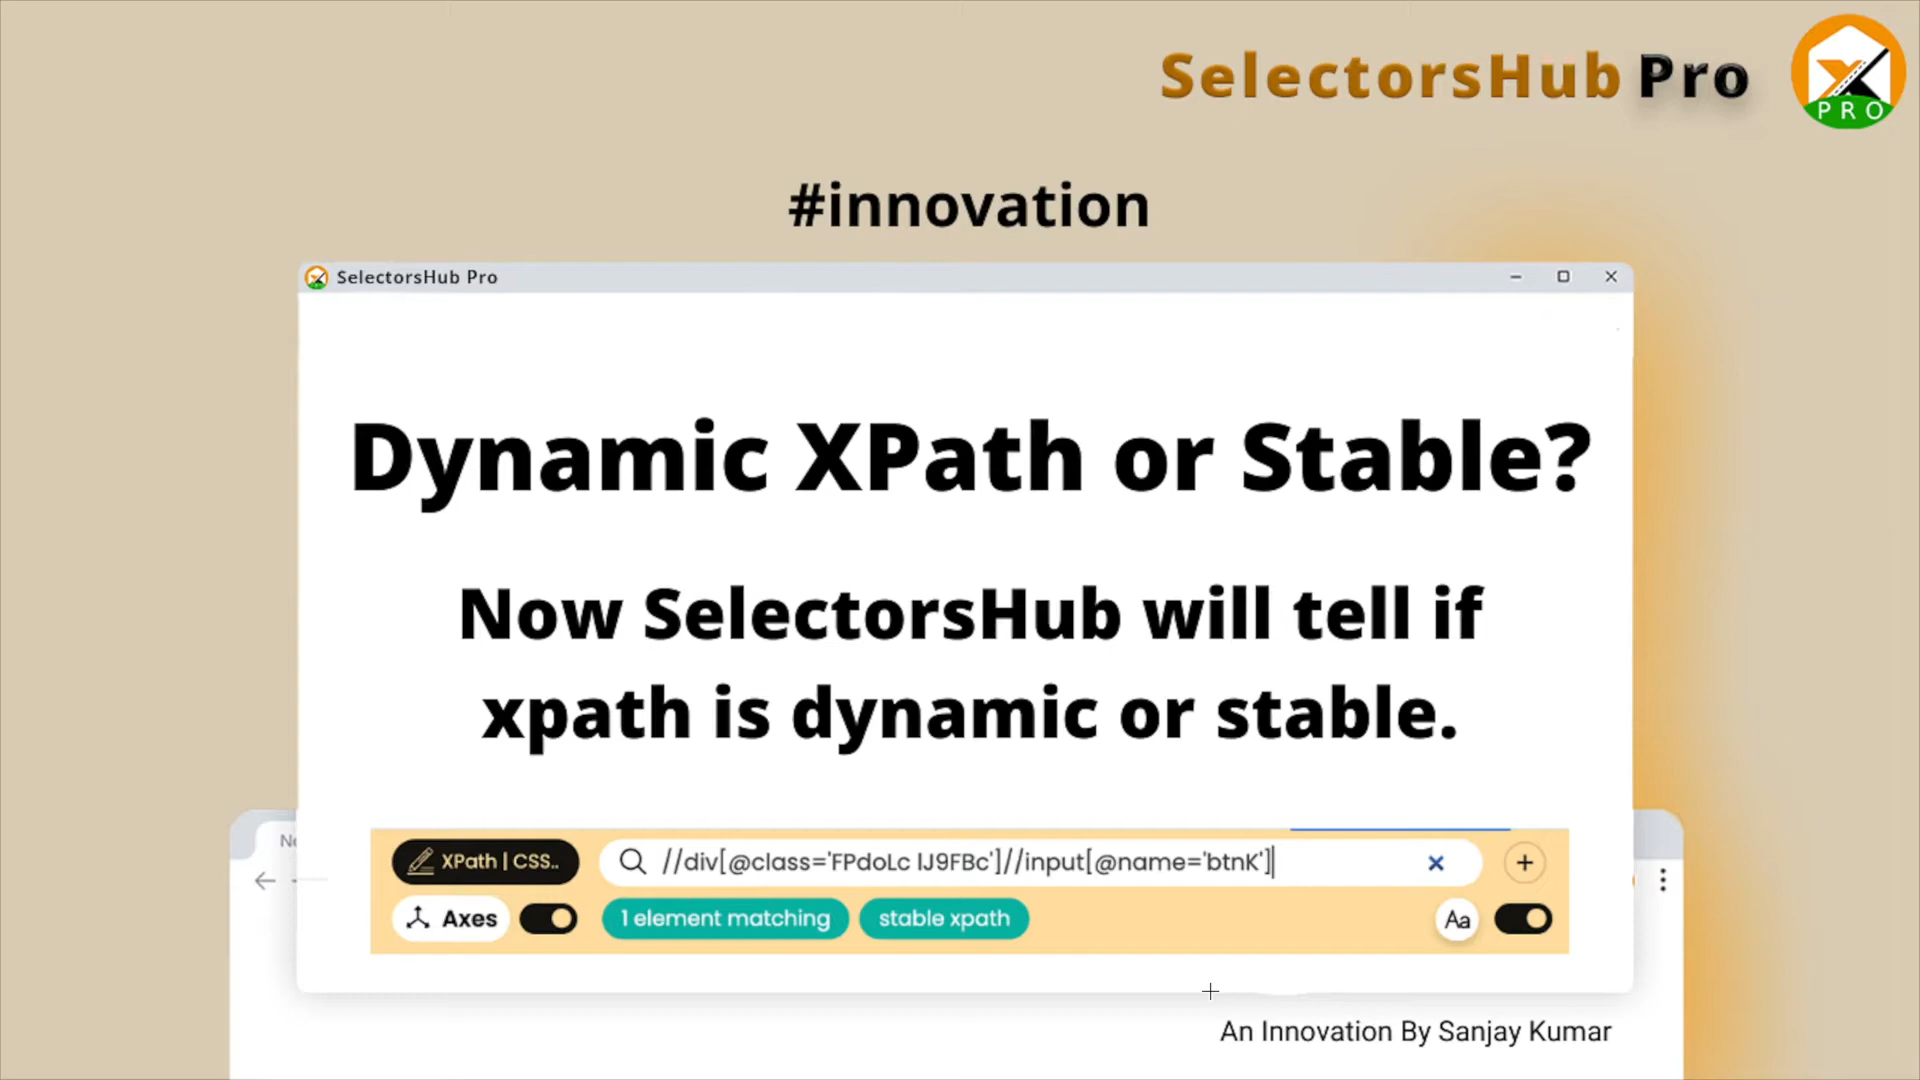 SelectorsHub Pro
PRO
#innovation
SelectorsHub Pro
Dynamic XPath or Stable?
Now SelectorsHub will tell if
xpath is dynamic or stable.
XPath | CSS..
//div[@class='FPdoLc lJ9FBc']//input[@name='btnK']
Axes
1 element matching
stable xpath
Aa
An Innovation By Sanjay Kumar